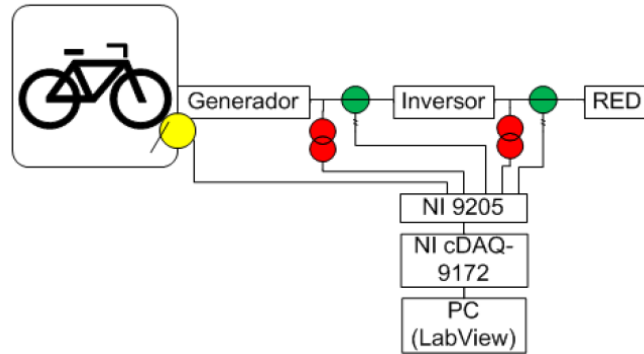 Generador
Inversor
RED
NI 9205
NI cDAQ-
9172
PC
(LabView)